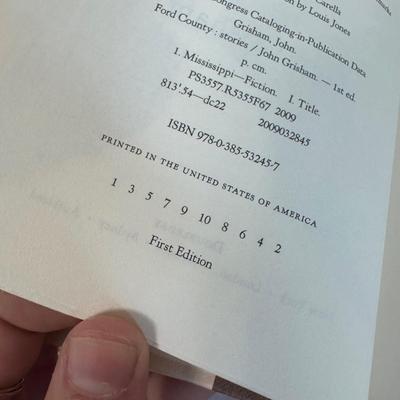 Carella
by Louis Jones
Congress Cataloging-in-Publication Data
Grisham, John.
Ford County : stories / John Grisham. — 1st ed.
p. cm.
1. Mississippi—Fiction. I. Title.
PS3557.R5355F67 2009
813'.54—dc22 2009032845
ISBN 978-0-385-53245-7
PRINTED IN THE UNITED STATES OF AMERICA
1 3 5 7 9 10 8 6 4 2
First Edition